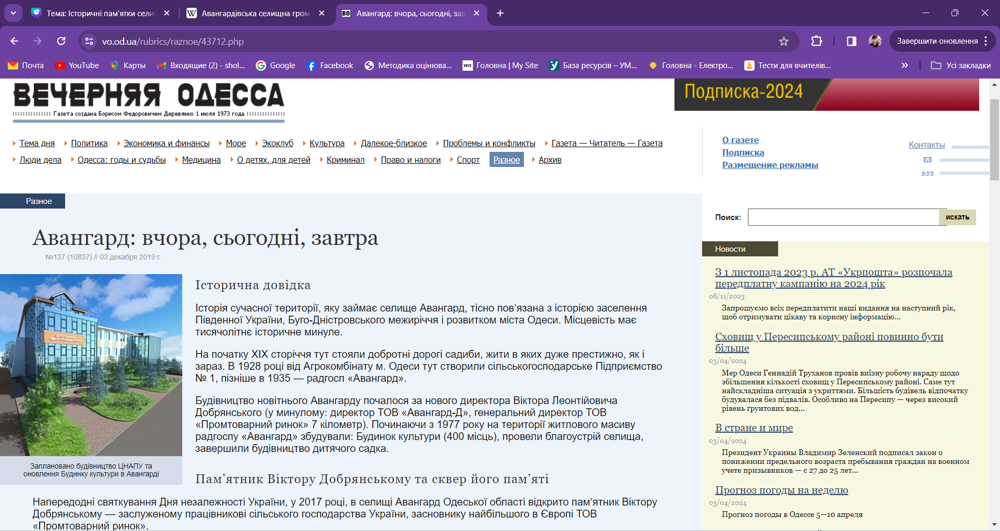 Тема: Історичні пам'ятки сели
Авангардівська селищна гром
Авангард: вчора, сьогодні, зав
vo.od.ua/rubrics/raznoe/43712.php
Завершити оновлення
Почта
YouTube
Карты
Входящие (2) - shol...
Google
Facebook
Методика оцінюва...
WIX
Головна | My Site
База ресурсів – УМ...
Головна - Електро...
Тести для вчителів...
Усі закладки
ВЕЧЕРНЯЯ ОДЕССА
Газета создана Борисом Федоровичем Деревянко 1 июля 1973 года
Подписка-2024
Тема дня
Политика
Экономика и финансы
Море
Экоклуб
Культура
Далекое-близкое
Проблемы и конфликты
Газета — Читатель — Газета
Люди дела
Одесса: годы и судьбы
Медицина
О детях, для детей
Криминал
Право и налоги
Спорт
Разное
Архив
О газете
Подписка
Размещение рекламы
Контакты
RSS
Разное
Авангард: вчора, сьогодні, завтра
№137 (10837) // 03 декабря 2019 г.
Заплановано будівництво ЦНАПУ та
оновлення Будинку культури в Авангарді
Історична довідка
Історія сучасної території, яку займає селище Авангард, тісно пов'язана з історією заселення
Південної України, Буго-Дністровського межиріччя і розвитком міста Одеси. Місцевість має
тисячолітнє історичне минуле.
На початку XIX сторіччя тут стояли добротні дорогі садиби, жити в яких дуже престижно, як і
зараз. В 1928 році від Агрокомбінату м. Одеси тут створили сільськогосподарське Підприємство
№ 1, пізніше в 1935 — радгосп «Авангард».
Будівництво новітнього Авангарду почалося за нового директора Віктора Леонтійовича
Добрянського (у минулому: директор ТОВ «Авангард-Д», генеральний директор ТОВ
«Промтоварний ринок» 7 кілометр). Починаючи з 1977 року на території житлового масиву
радгоспу «Авангард» збудували: Будинок культури (400 місць), провели благоустрій селища,
завершили будівництво дитячого садка.
Пам'ятник Віктору Добрянському та сквер його пам'яті
Напередодні святкування Дня незалежності України, у 2017 році, в селищі Авангард Одеської області відкрито пам'ятник Віктору
Добрянському — заслуженому працівникові сільського господарства України, засновнику найбільшого в Європі ТОВ
«Промтоварний ринок».
Поиск:
искать
Новости
З 1 листопада 2023 р. АТ «Укрпошта» розпочала
передплатну кампанію на 2024 рік
08/11/2023
Запрошуємо всіх передплатити наші видання на наступний рік,
щоб отримувати цікаву та корисну інформацію...
Сховищ у Пересипському районі повинно бути
більше
03/04/2024
Мер Одеси Геннадій Труханов провів виїзну робочу нараду щодо
збільшення кількості сховищ у Пересипському районі. Саме тут
найскладніша ситуація з укриттями. Більшість будівель відпочатку
будувалася без підвалів. Особливо на Пересипу — через високий
рівень ґрунтових вод...
В стране и мире
03/04/2024
Президент Украины Владимир Зеленский подписал закон о
понижении предельного возраста пребывания граждан на военном
учете призывников — с 27 до 25 лет...
Прогноз погоды на неделю
03/04/2024
Прогноз погоды в Одессе 5—10 апреля